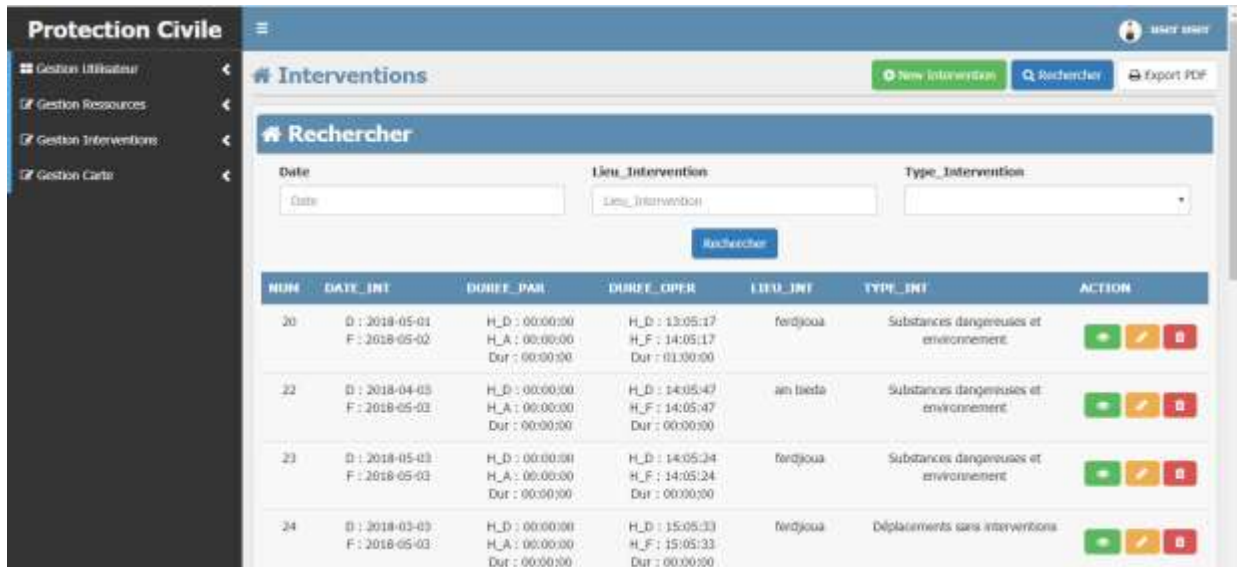 Protection Civile
user user
Gestion Utilisateur
Gestion Ressources
Gestion Interventions
Gestion Carte
Interventions
New Intervention
Rechercher
Export PDF
Rechercher
Date Lieu_Intervention Type_Intervention
Date Lieu_Intervention
Rechercher
NUM DATE_INT DUREE_PAR DUREE_OPER LIEU_INT TYPE_INT ACTION
20 D : 2018-05-01 H_D : 00:00:00 H_D : 13:05:17 ferdjioua Substances dangereuses et
F : 2018-05-02 H_A : 00:00:00 H_F : 14:05:17 environnement
Dur : 00:00:00 Dur : 01:00:00
22 D : 2018-04-03 H_D : 00:00:00 H_D : 14:05:47 Substances dangereuses et
F : 2018-05-03 H_A : 00:00:00 H_F : 14:05:47 environnement
Dur : 00:00:00 Dur : 00:00:00
23 D : 2018-05-03 H_D : 00:00:00 H_D : 14:05:24 ferdjioua Substances dangereuses et
F : 2018-05-03 H_A : 00:00:00 H_F : 14:05:24 environnement
Dur : 00:00:00 Dur : 00:00:00
24 D : 2018-03-03 H_D : 00:00:00 H_D : 15:05:33 ferdjioua Déplacements sans interventions
F : 2018-05-03 H_A : 00:00:00 H_F : 15:05:33
Dur : 00:00:00 Dur : 00:00:00